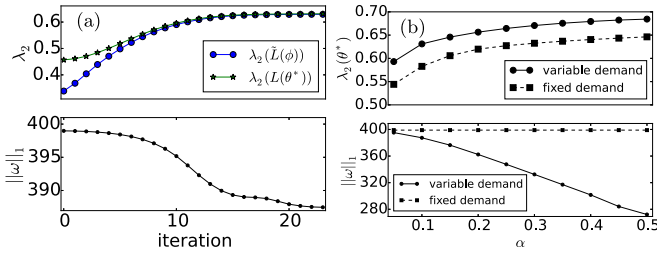 (a)
λ₂
0.6
0.5
0.4
λ₂(L̃(ϕ))
λ₂(L(θ*))
||ω||₁
400
395
390
0 10 20
iteration
(b)
λ₂(θ*)
0.70
0.65
0.60
0.55
0.50
variable demand
fixed demand
||ω||₁
400
360
320
280
variable demand
fixed demand
0.1 0.2 0.3 0.4 0.5
α